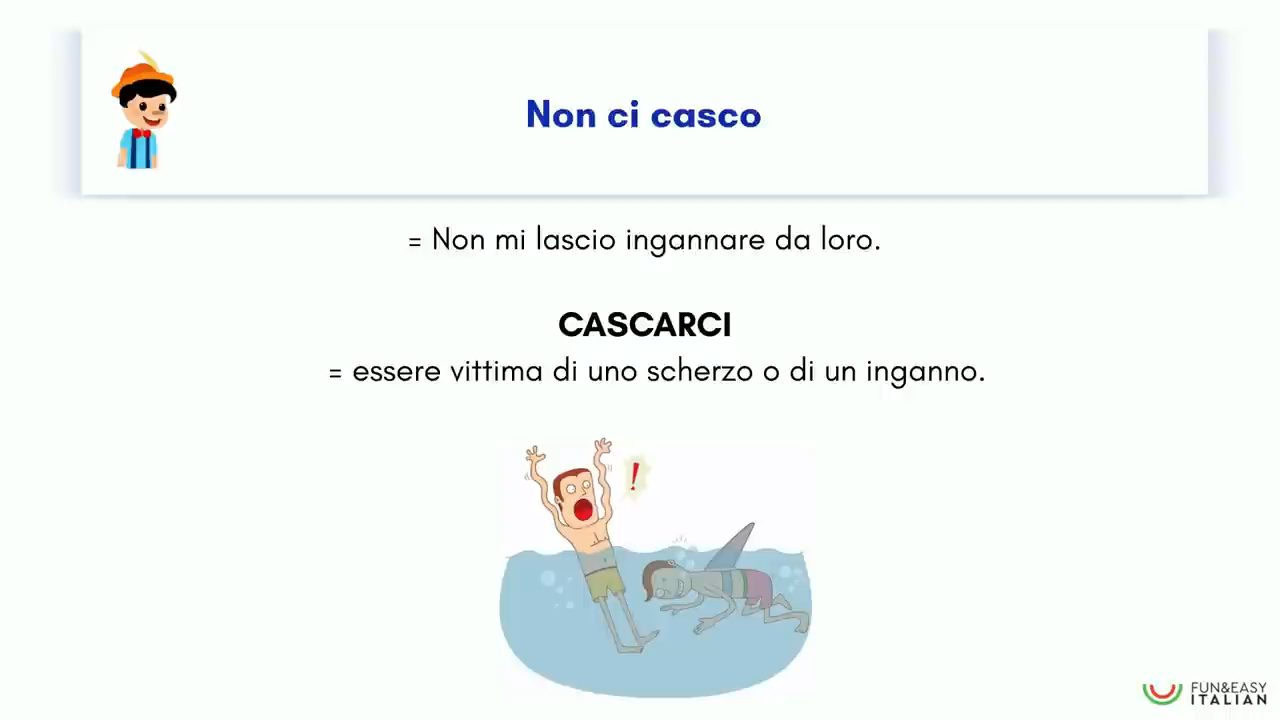 Non ci casco
= Non mi lascio ingannare da loro.
CASCARCI
= essere vittima di uno scherzo o di un inganno.
!
FUN&EASY
ITALIAN